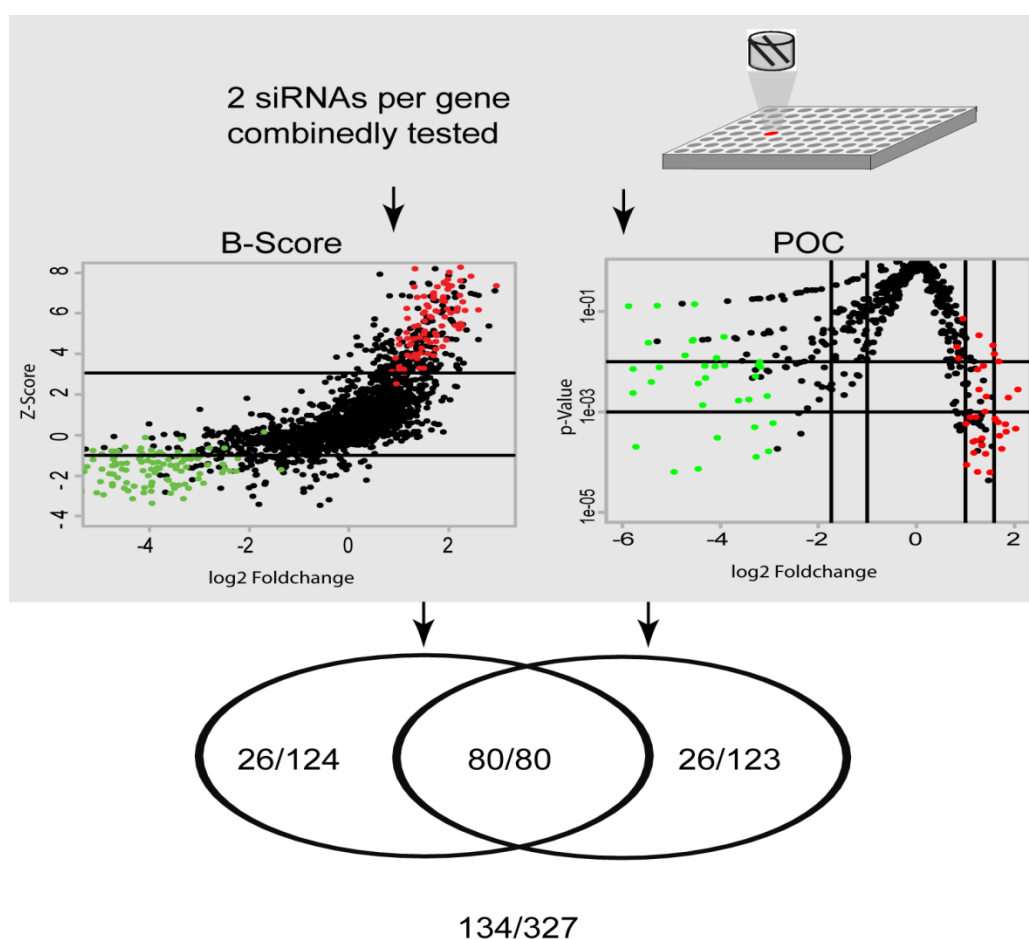 2 siRNAs per gene
combinedly tested
B-Score
Z-Score
8
6
4
2
0
-2
-4
-4
-2
0
2
log2 Foldchange
POC
p-Value
1e-01
1e-03
1e-05
-6
-4
-2
0
2
log2 Foldchange
26/124
80/80
26/123
134/327